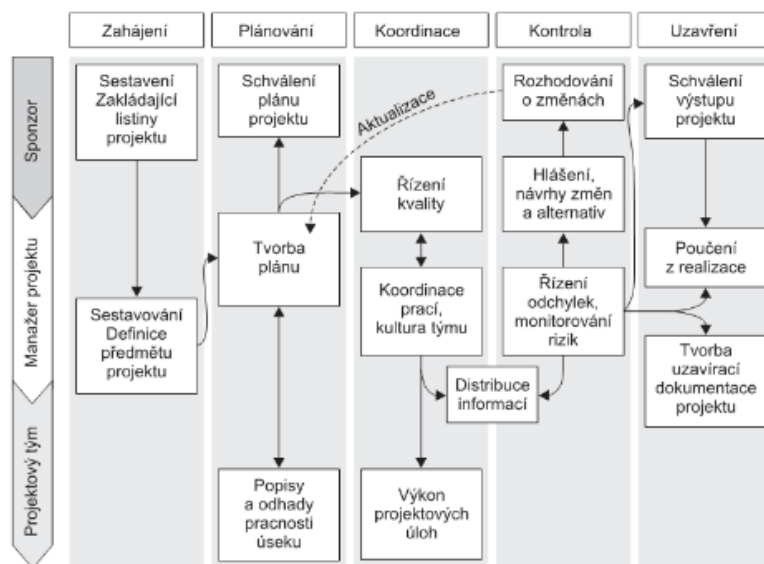 Zahájení
Plánování
Koordinace
Kontrola
Uzavření
Sponzor
Manažer projektu
Projektový tým
Sestavení
Zakládající
listiny
projektu
Sestavování
Definice
předmětu
projektu
Schválení
plánu
projektu
Tvorba
plánu
Popisy
a odhady
pracnosti
úseku
Aktualizace
Řízení
kvality
Koordinace
prací,
kultura týmu
Distribuce
informací
Výkon
projektových
úloh
Rozhodování
o změnách
Hlášení,
návrhy změn
a alternativ
Řízení
odchylek,
monitorování
rizik
Schválení
výstupu
projektu
Poučení
z realizace
Tvorba
uzavírací
dokumentace
projektu